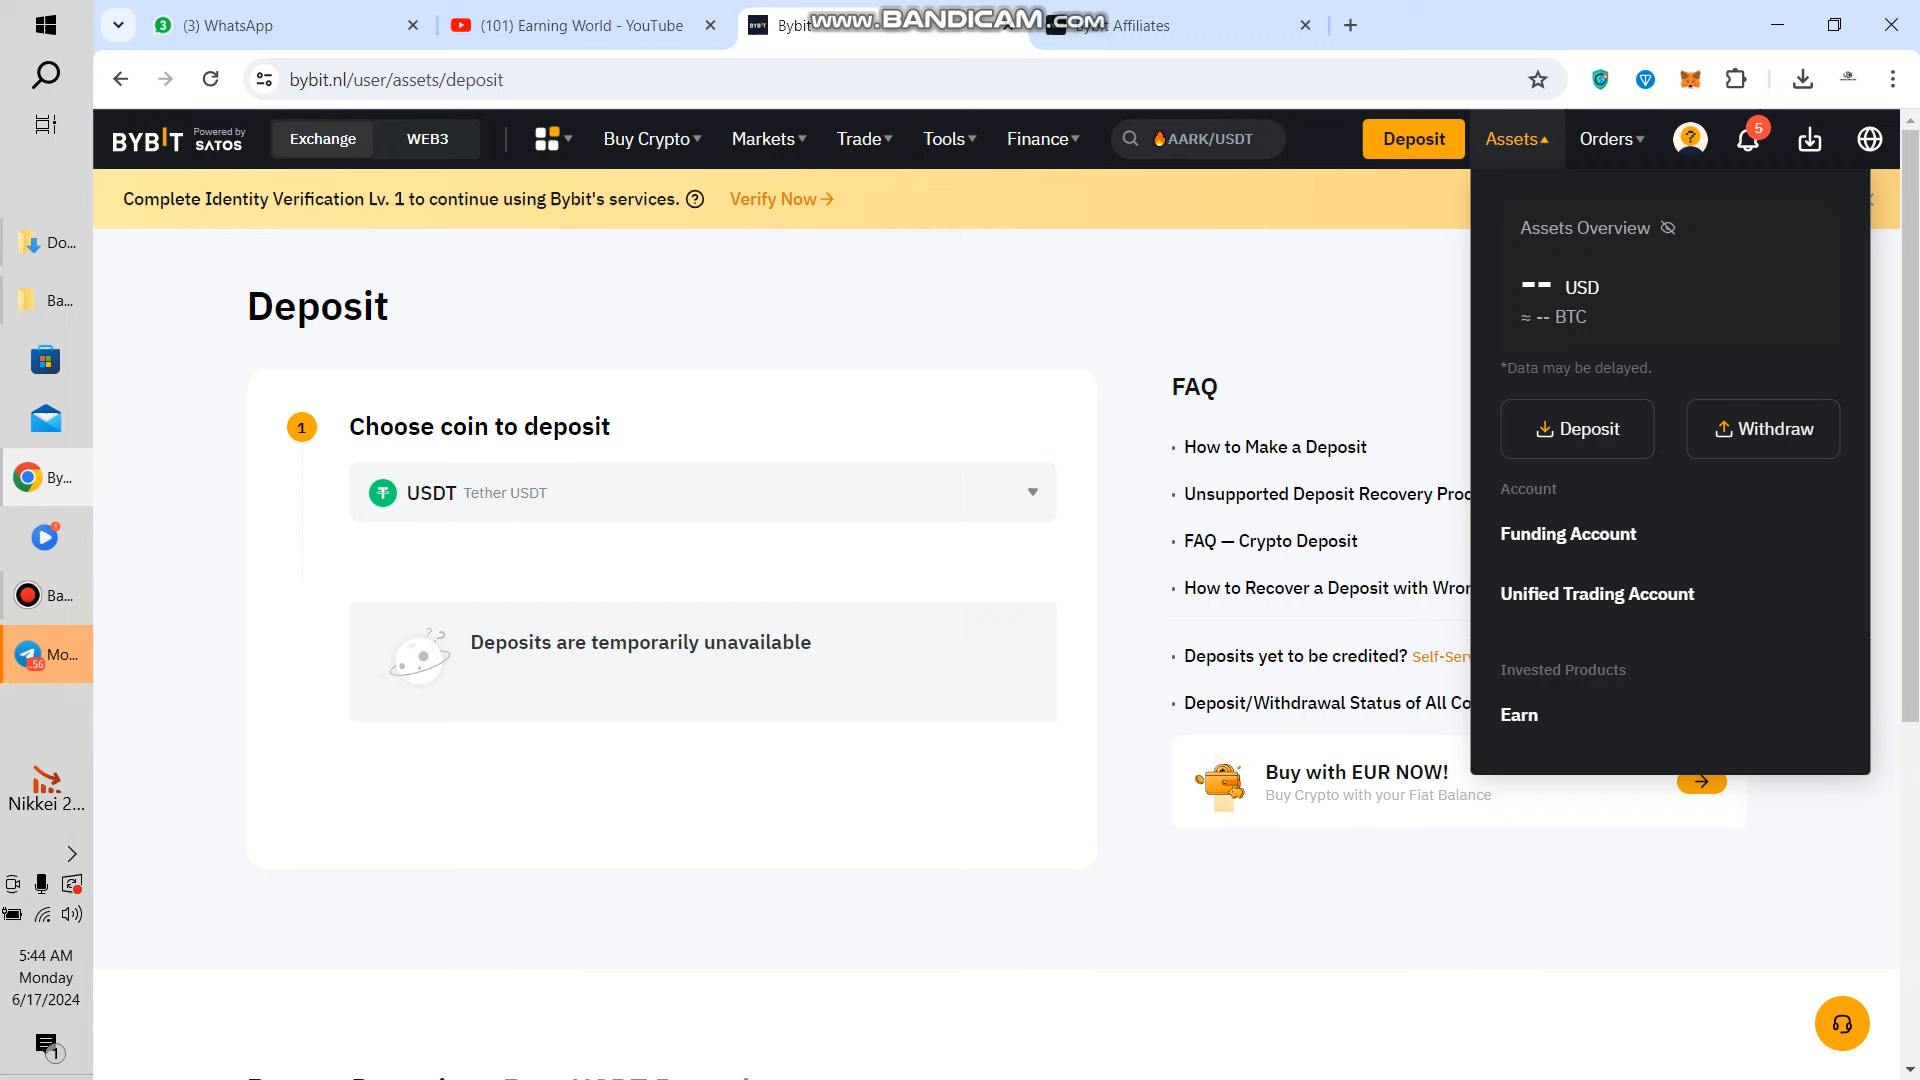 (3) WhatsApp
(101) Earning World - YouTube
Bybit
www.BANDICAM.com
Bybit Affiliates
bybit.nl/user/assets/deposit
BYBIT
Powered by
SATOS
Exchange
WEB3
Buy Crypto
Markets
Trade
Tools
Finance
AARK/USDT
Deposit
Assets
Orders
5
Complete Identity Verification Lv. 1 to continue using Bybit's services.
Verify Now
Deposit
1
Choose coin to deposit
USDT Tether USDT
Deposits are temporarily unavailable
FAQ
How to Make a Deposit
Unsupported Deposit Recovery Proc
FAQ — Crypto Deposit
How to Recover a Deposit with Wron
Deposits yet to be credited? Self-Serv
Deposit/Withdrawal Status of All Co
Buy with EUR NOW!
Buy Crypto with your Fiat Balance
Assets Overview
-- USD
≈ -- BTC
*Data may be delayed.
Deposit
Withdraw
Account
Funding Account
Unified Trading Account
Invested Products
Earn
Do...
Ba...
By...
1
Ba...
Mo...
..56
Nikkei 2...
5:44 AM
Monday
6/17/2024
1